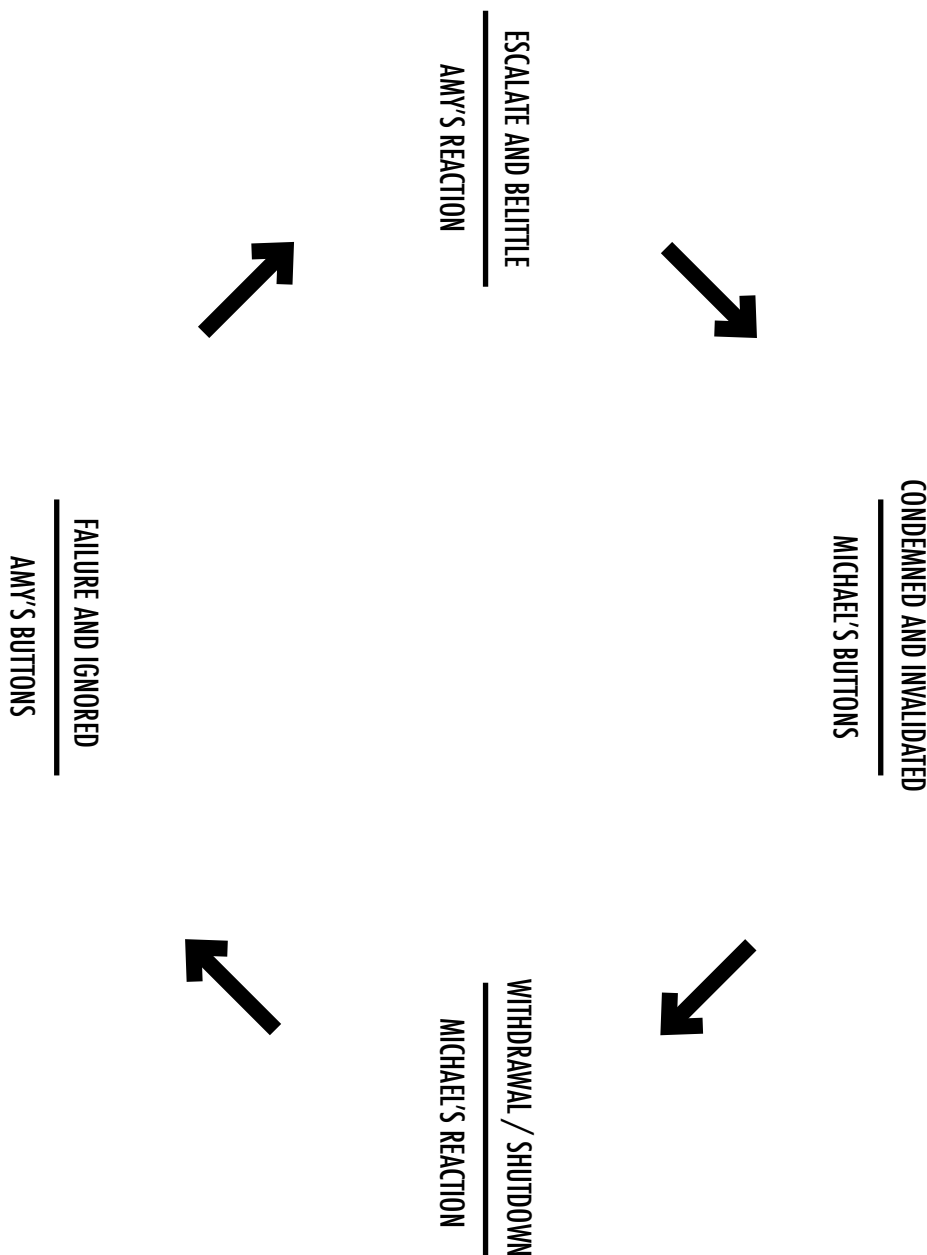 CONDEMNED AND INVALIDATED
MICHAEL'S BUTTONS
ESCALATE AND BELITTLE
AMY'S REACTION
WITHDRAWAL / SHUTDOWN
MICHAEL'S REACTION
FAILURE AND IGNORED
AMY'S BUTTONS